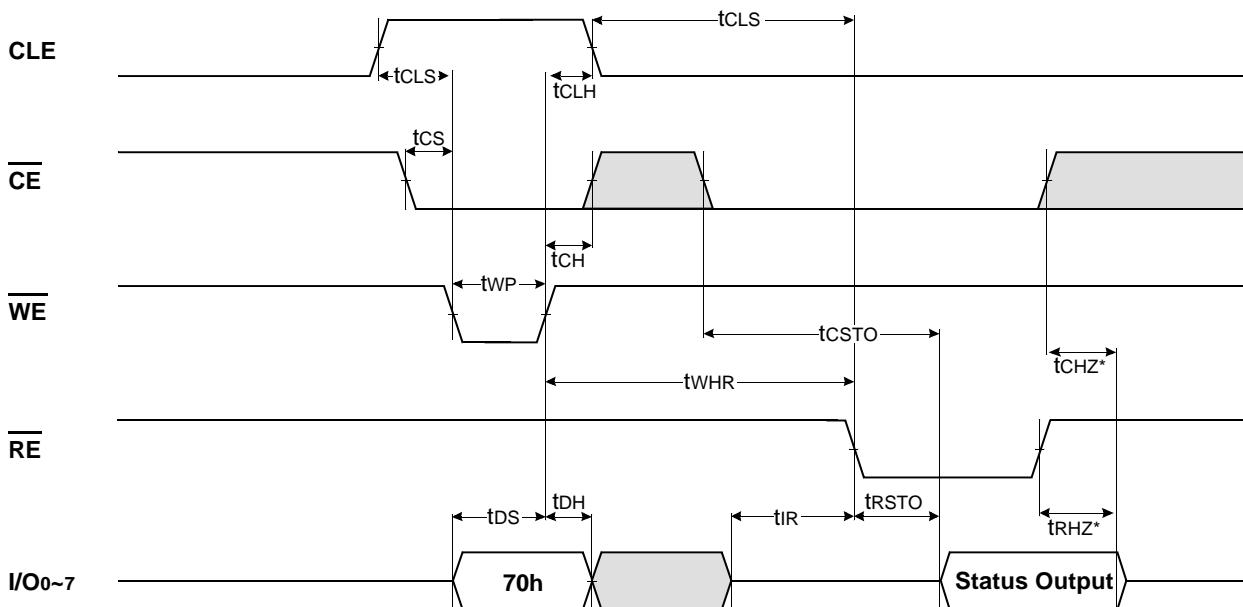 tCLS
CLE
tCLS
tCLH
tCS
CE
tCH
tWP
WE
tCSTO
tCHZ*
tWHR
RE
tDH
tDS
tIR
tRSTO
tRHZ*
I/O0~7
70h
Status Output